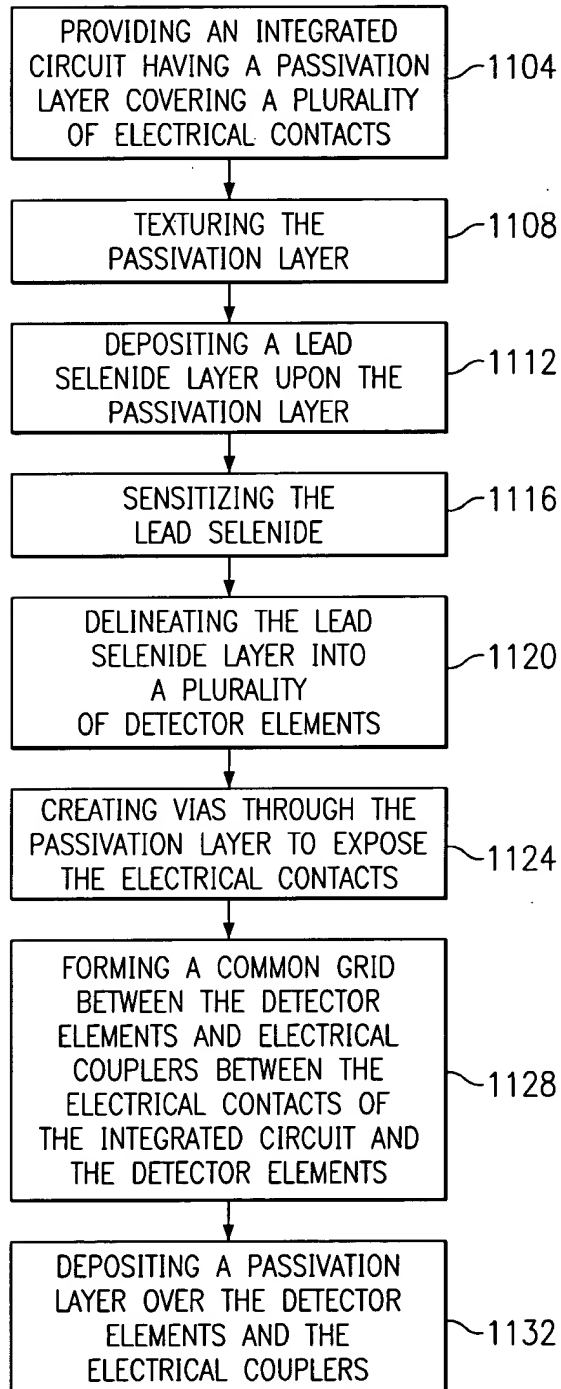 PROVIDING AN INTEGRATED
CIRCUIT HAVING A PASSIVATION
LAYER COVERING A PLURALITY
OF ELECTRICAL CONTACTS
1104
TEXTURING THE
PASSIVATION LAYER
1108
DEPOSITING A LEAD
SELENIDE LAYER UPON THE
PASSIVATION LAYER
1112
SENSITIZING THE
LEAD SELENIDE
1116
DELINEATING THE LEAD
SELENIDE LAYER INTO
A PLURALITY
OF DETECTOR ELEMENTS
1120
CREATING VIAS THROUGH THE
PASSIVATION LAYER TO EXPOSE
THE ELECTRICAL CONTACTS
1124
FORMING A COMMON GRID
BETWEEN THE DETECTOR
ELEMENTS AND ELECTRICAL
COUPLERS BETWEEN THE
ELECTRICAL CONTACTS OF
THE INTEGRATED CIRCUIT AND
THE DETECTOR ELEMENTS
1128
DEPOSITING A PASSIVATION
LAYER OVER THE DETECTOR
ELEMENTS AND THE
ELECTRICAL COUPLERS
1132